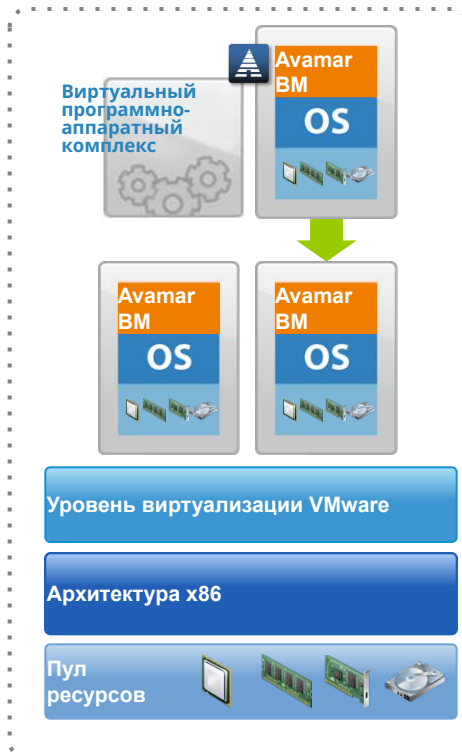 Avamar
ВМ
OS
Виртуальный
программно-
аппаратный
комплекс
Avamar
ВМ
OS
Avamar
ВМ
OS
Уровень виртуализации VMware
Архитектура x86
Пул
ресурсов